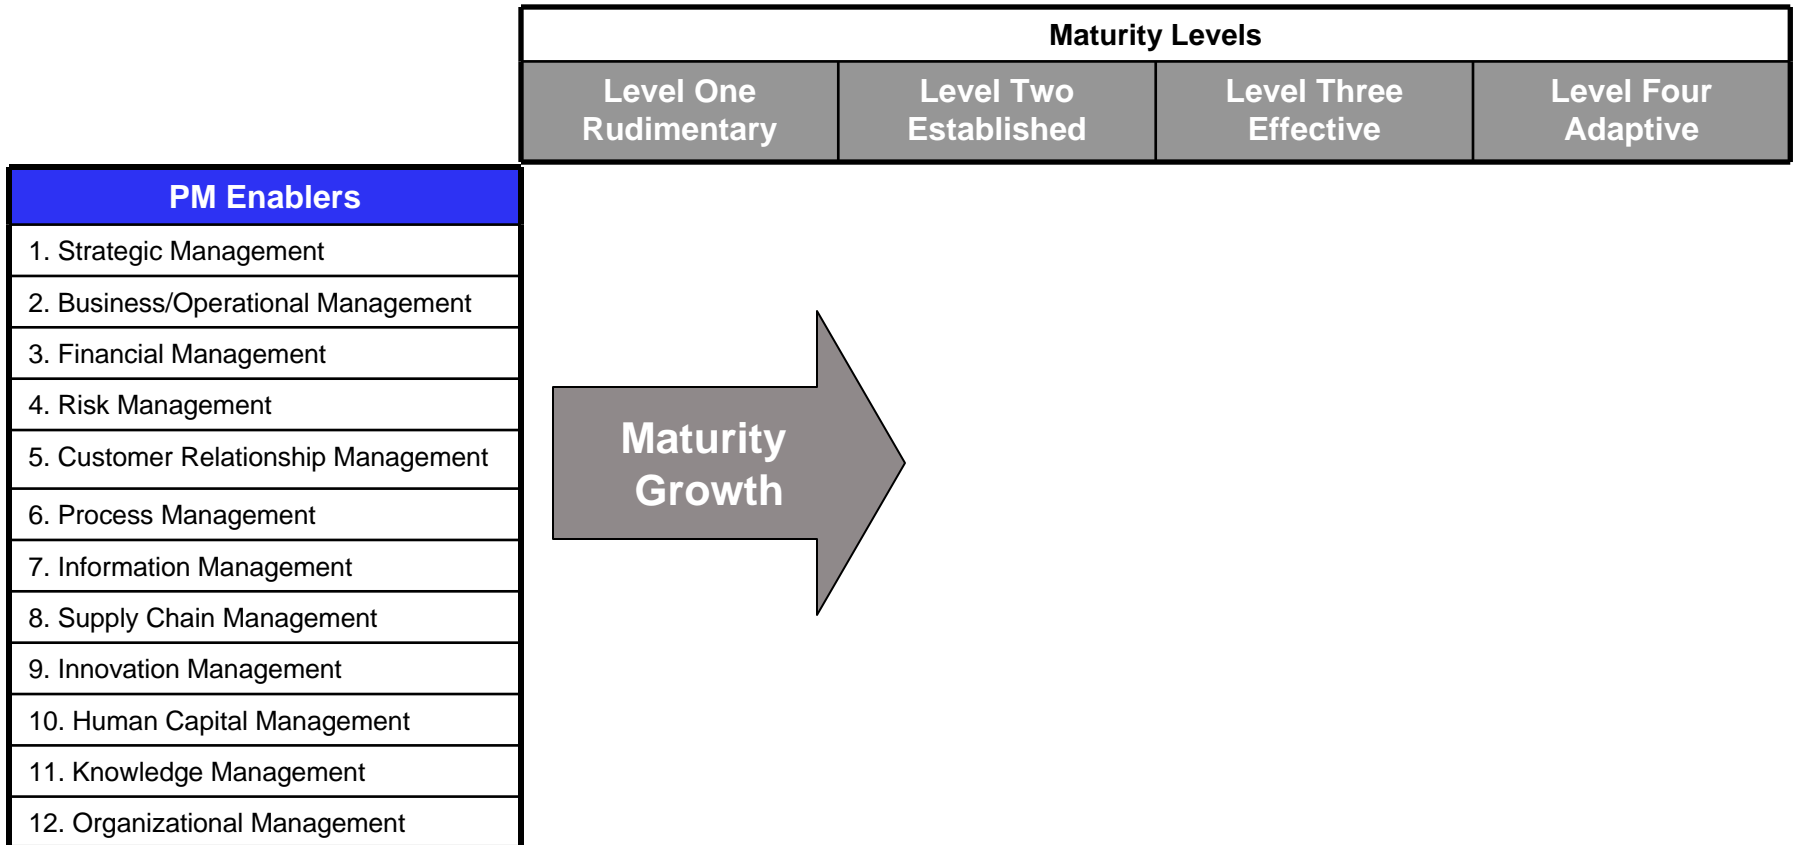 Maturity Levels
Level One
Rudimentary
Level Two
Established
Level Three
Effective
Level Four
Adaptive
PM Enablers
1. Strategic Management
2. Business/Operational Management
3. Financial Management
4. Risk Management
5. Customer Relationship Management
6. Process Management
7. Information Management
8. Supply Chain Management
9. Innovation Management
10. Human Capital Management
11. Knowledge Management
12. Organizational Management
Maturity
Growth